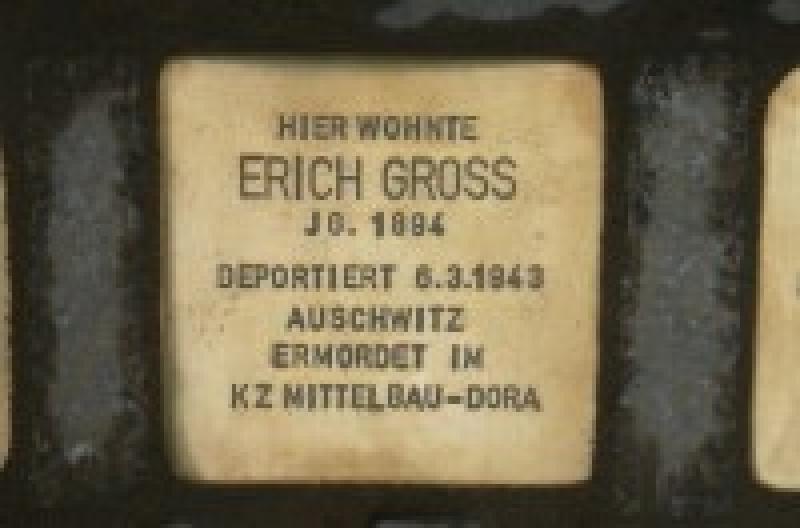 HIER WOHNTE
ERICH GROSS
JG. 1894
DEPORTIERT 6.3.1943
AUSCHWITZ
ERMORDET IM
KZ MITTELBAU-DORA